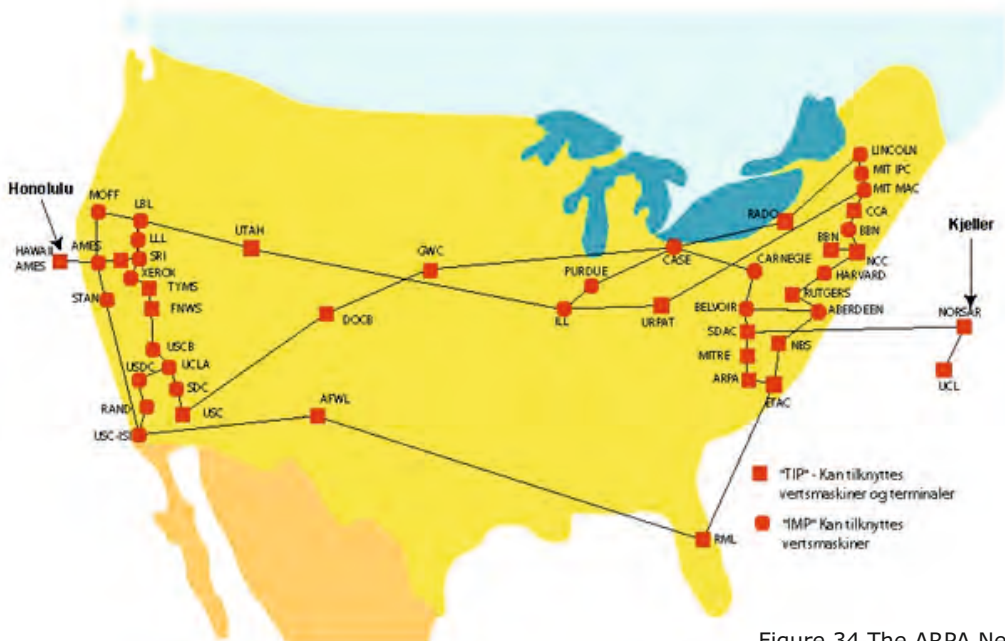 LINCOLN
MIT IPC
MIT MAC
Honolulu
MOFF
LBL
CCA
RADO
Kjeller
UTAH
LLL
BBN
BBN
HAWAII
AMES
AMES
SRI
GWC
CASE
CARNEGIE
NCC
XEROX
PURDUE
HARVARD
TYMS
STAN
RUTGERS
FNWS
DOCB
ILL
URPAT
BELVOIR
ABERDEEN
NORSAR
SDAC
NBS
USCB
MITRE
USDC
UCLA
ARPA
UCL
SDC
RAND
USC
AFWL
USC-ISI
"TIP" - Kan tilknyttes
vertsmaskiner og terminaler
"IMP" Kan tilknyttes
vertsmaskiner
RML
Figure 34 The ARPA